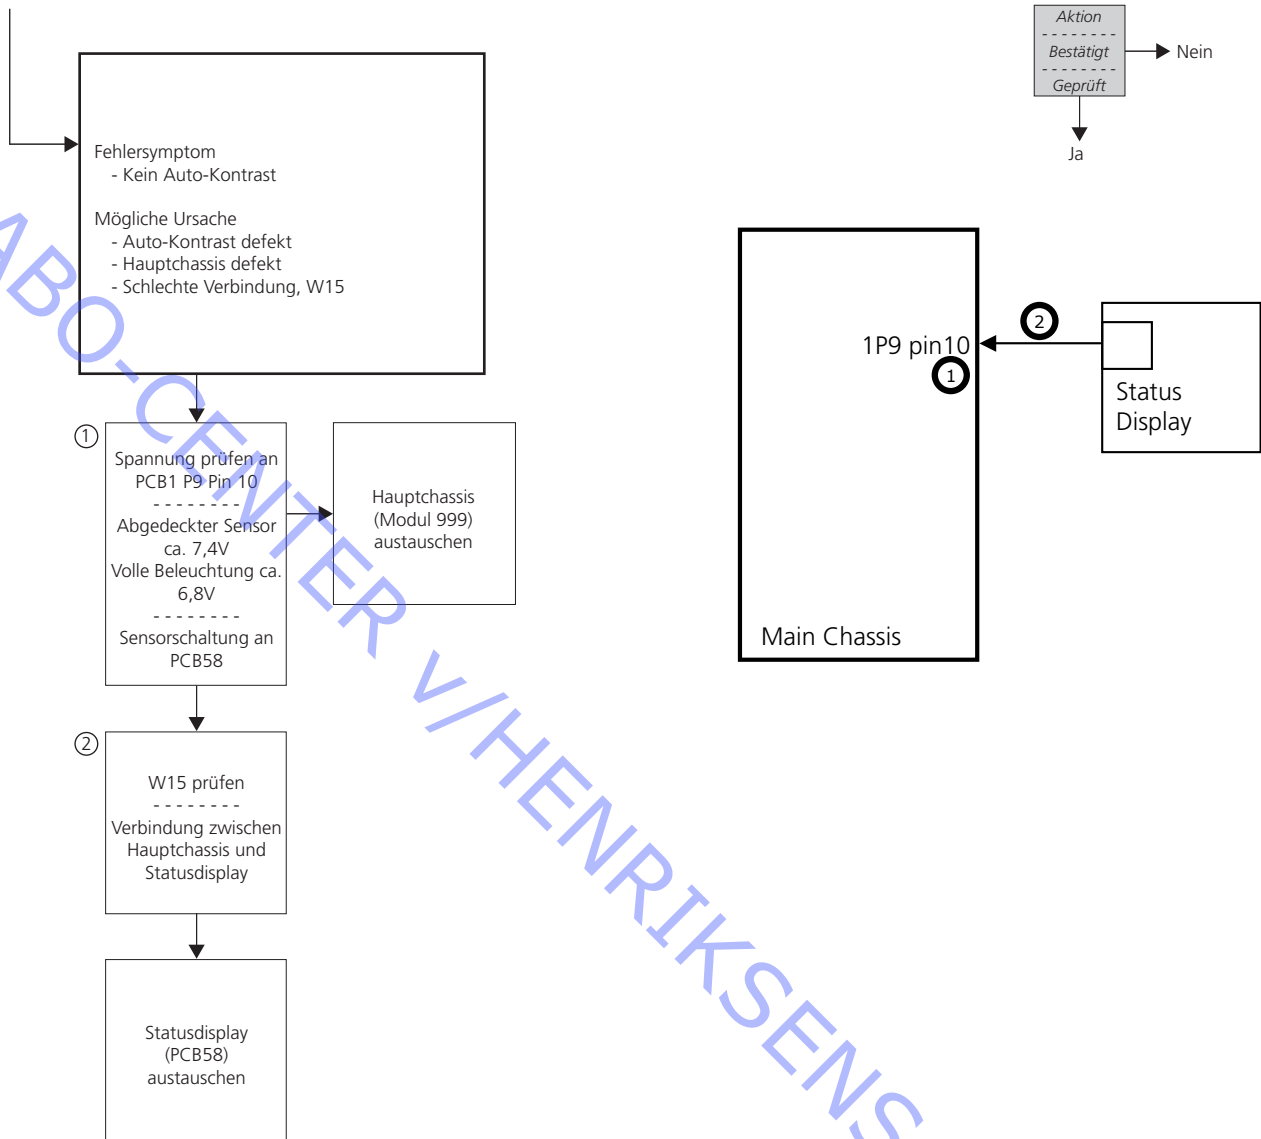 Aktion
- - - - - - - -
Bestätigt
- - - - - - - -
Geprüft
Nein
Ja
Fehlersymptom
- Kein Auto-Kontrast
Mögliche Ursache
- Auto-Kontrast defekt
- Hauptchassis defekt
- Schlechte Verbindung, W15
1
Spannung prüfen an
PCB1 P9 Pin 10
- - - - - - - -
Abgedeckter Sensor
ca. 7,4V
Volle Beleuchtung ca.
6,8V
- - - - - - - -
Sensorschaltung an
PCB58
Hauptchassis
(Modul 999)
austauschen
2
W15 prüfen
- - - - - - - -
Verbindung zwischen
Hauptchassis und
Statusdisplay
Statusdisplay
(PCB58)
austauschen
1P9 pin10
1
2
Status
Display
Main Chassis
ABO-CENTER v/HENRIKSENS